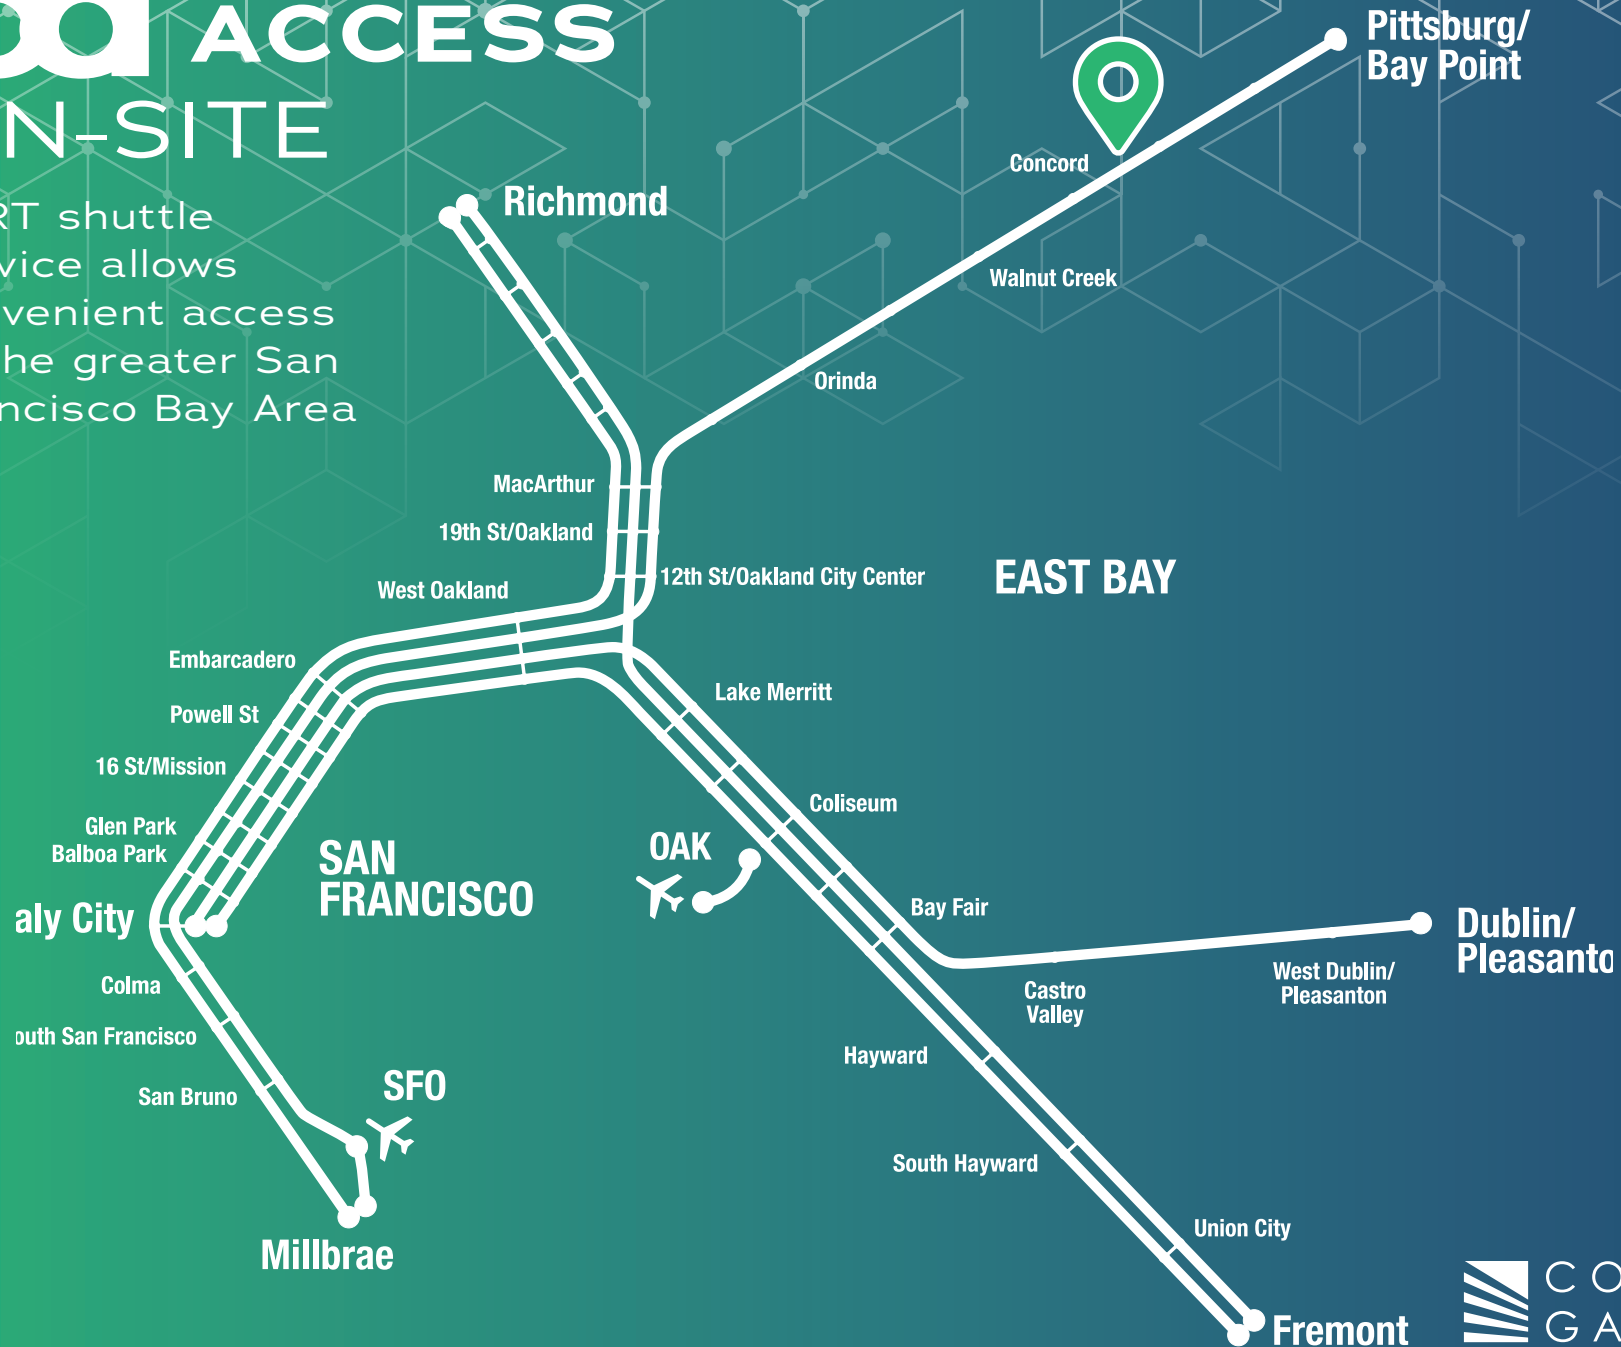 ACCESS
N-SITE
RT shuttle
vice allows
venient access
he greater San
ncisco Bay Area
Pittsburg/
Bay Point
Concord
Richmond
Walnut Creek
Orinda
MacArthur
19th St/Oakland
12th St/Oakland City Center
West Oakland
EAST BAY
Embarcadero
Lake Merritt
Powell St
16 St/Mission
Coliseum
Glen Park
Balboa Park
OAK
SAN
FRANCISCO
aly City
Bay Fair
Dublin/
Pleasanto
West Dublin/
Pleasanton
Castro
Valley
Colma
outh San Francisco
Hayward
SFO
San Bruno
South Hayward
Union City
Millbrae
CO
GA
Fremont